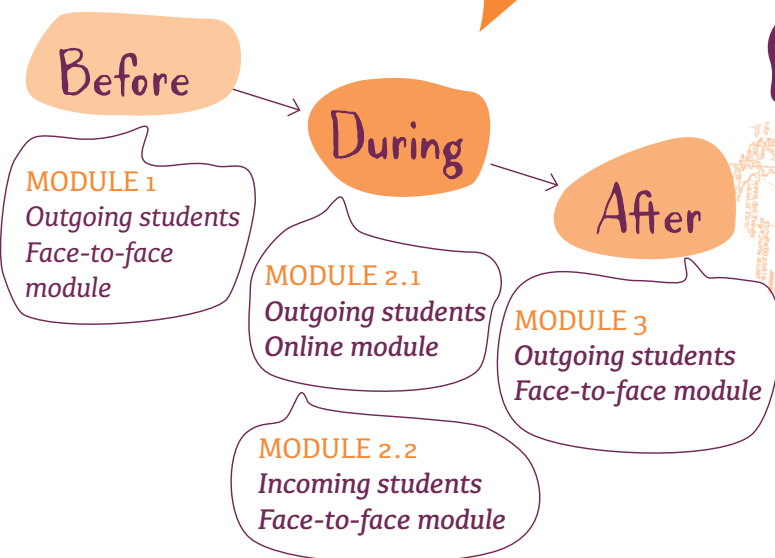 Before
MODULE 1
Outgoing students
Face-to-face
module
During
MODULE 2.1
Outgoing students
Online module
MODULE 2.2
Incoming students
Face-to-face module
After
MODULE 3
Outgoing students
Face-to-face module